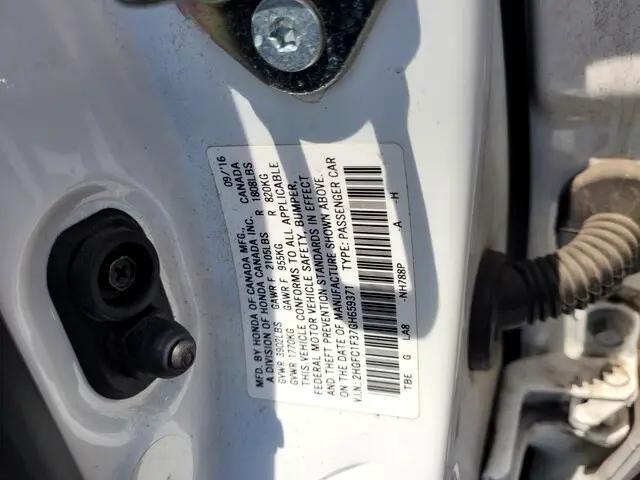 MFD. BY HONDA OF CANADA MFG., 09/16
A DIVISION OF HONDA CANADA INC. CANADA
GVWR 3902LBS GAWR F 2105LBS R 1808LBS
GVWR 1770KG GAWR F 955KG R 820KG
THIS VEHICLE CONFORMS TO ALL APPLICABLE
FEDERAL MOTOR VEHICLE SAFETY, BUMPER,
AND THEFT PREVENTION STANDARDS IN EFFECT
ON THE DATE OF MANUFACTURE SHOWN ABOVE.
V.I.N.: 2HGFC1F37GH659371 TYPE: PASSENGER CAR
TBE G LA8 -NH788P -A -H